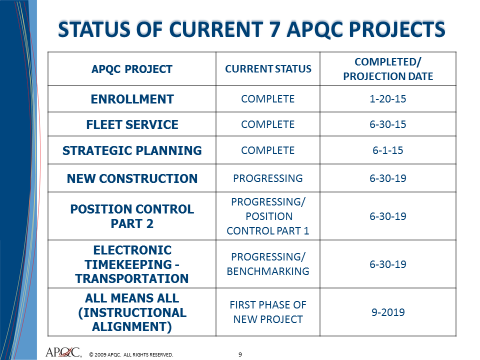 STATUS OF CURRENT 7 APQC PROJECTS
APQC PROJECT CURRENT STATUS COMPLETED/
PROJECTION DATE
ENROLLMENT COMPLETE 1-20-15
FLEET SERVICE COMPLETE 6-30-15
STRATEGIC PLANNING COMPLETE 6-1-15
NEW CONSTRUCTION PROGRESSING 6-30-19
POSITION CONTROL
PART 2
PROGRESSING/
POSITION
CONTROL PART 1
6-30-19
ELECTRONIC
TIMEKEEPING -
TRANSPORTATION
PROGRESSING/
BENCHMARKING
6-30-19
ALL MEANS ALL
(INSTRUCTIONAL
ALIGNMENT)
FIRST PHASE OF
NEW PROJECT
9-2019
APQC © 2009 APQC. ALL RIGHTS RESERVED. 9